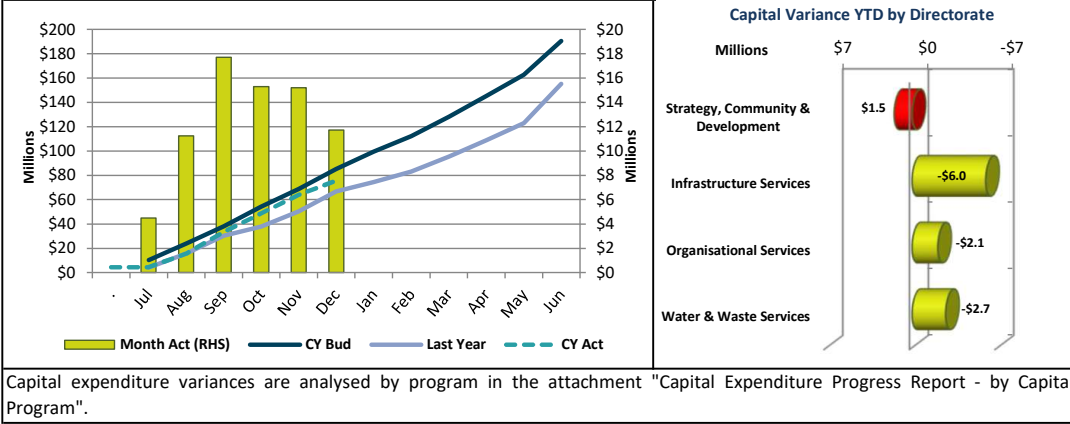 $200
$180
$160
$140
$120
$100
$80
$60
$40
$20
$0
Millions
$20
$18
$16
$14
$12
$10
$8
$6
$4
$2
$0
Millions
. Jul Aug Sep Oct Nov Dec Jan Feb Mar Apr May Jun
Month Act (RHS) CY Bud Last Year CY Act
Capital Variance YTD by Directorate
Millions $7 $0 -$7
Strategy, Community &
Development
$1.5
Infrastructure Services -$6.0
Organisational Services -$2.1
Water & Waste Services -$2.7
Capital expenditure variances are analysed by program in the attachment "Capital Expenditure Progress Report - by Capita
Program".